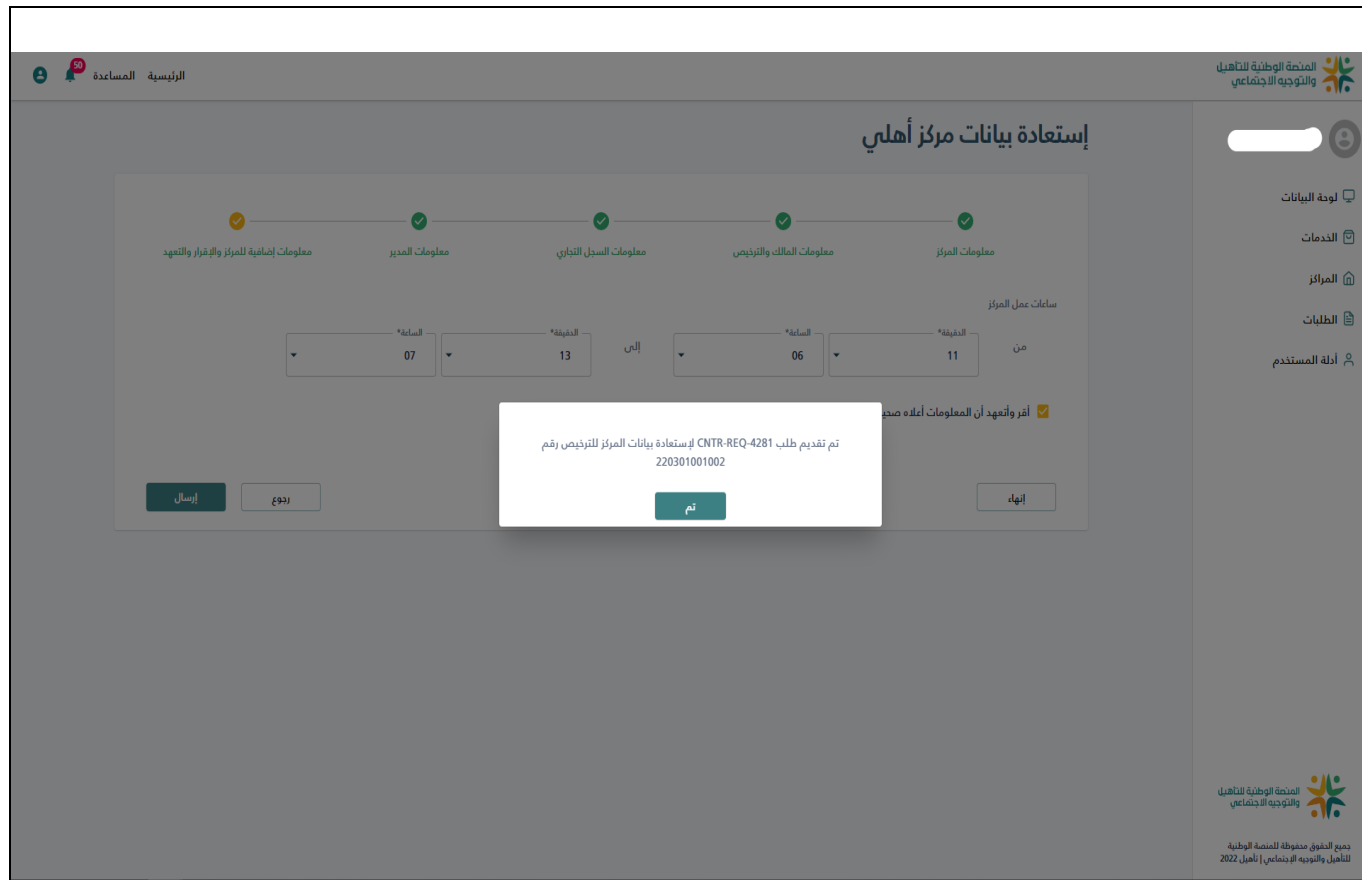 المنصة الوطنية للتأهيل
والتوجيه الاجتماعي
الرئيسية
المساعدة
50
لوحة البيانات
الخدمات
المراكز
الطلبات
أدلة المستخدم
إستعادة بيانات مركز أهلي
معلومات المركز
معلومات المالك والترخيص
معلومات السجل التجاري
معلومات المدير
معلومات إضافية للمركز والإقرار والتعهد
ساعات عمل المركز
من
الدقيقة*
11
الساعة*
06
إلى
الدقيقة*
13
الساعة*
07
أقر وأتعهد أن المعلومات أعلاه صحي
تم تقديم طلب CNTR-REQ-4281 لإستعادة بيانات المركز للترخيص رقم
220301001002
تم
إنهاء
رجوع
إرسال
المنصة الوطنية للتأهيل
والتوجيه الاجتماعي
جميع الحقوق محفوظة للمنصة الوطنية
للتأهيل والتوجيه الإجتماعي | تأهيل 2022